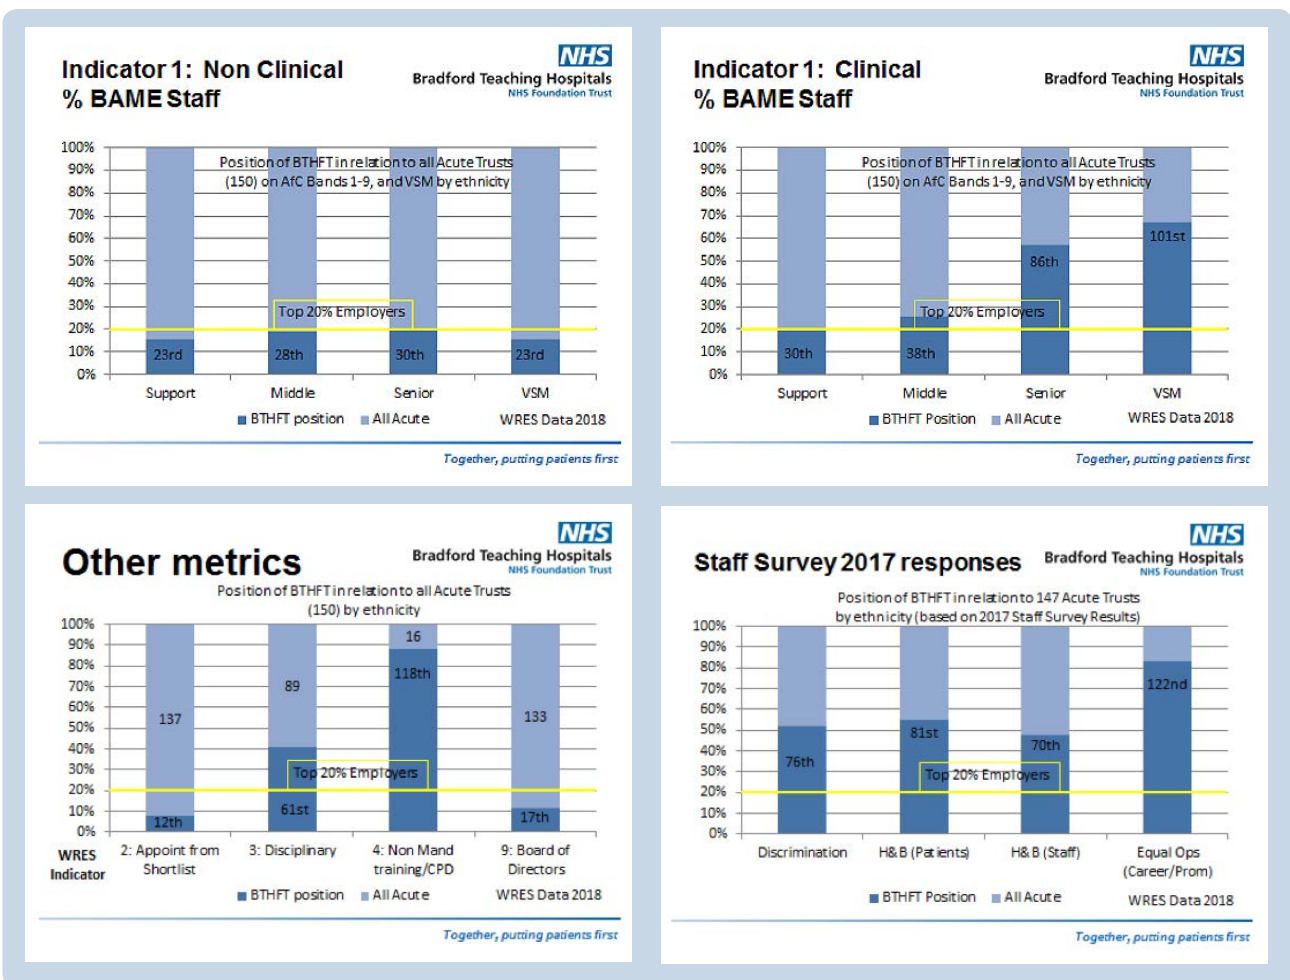 Indicator 1: Non Clinical
% BAME Staff
NHS
Bradford Teaching Hospitals
NHS Foundation Trust
Position of BTHFT in relation to all Acute Trusts
(150) on AfC Bands 1-9, and VSM by ethnicity
100%
90%
80%
70%
60%
50%
40%
30%
20%
10%
0%
Top 20% Employers
23rd
28th
30th
23rd
Support
Middle
Senior
VSM
BTHFT position
All Acute
WRES Data 2018
Together, putting patients first
Indicator 1: Clinical
% BAME Staff
NHS
Bradford Teaching Hospitals
NHS Foundation Trust
Position of BTHFT in relation to all Acute Trusts
(150) on AfC Bands 1-9, and VSM by ethnicity
100%
90%
80%
70%
60%
50%
40%
30%
20%
10%
0%
Top 20% Employers
30th
38th
86th
101st
Support
Middle
Senior
VSM
BTHFT Position
All Acute
WRES Data 2018
Together, putting patients first
Other metrics
NHS
Bradford Teaching Hospitals
NHS Foundation Trust
Position of BTHFT in relation to all Acute Trusts
(150) by ethnicity
100%
90%
80%
70%
60%
50%
40%
30%
20%
10%
0%
137
89
16
133
12th
61st
118th
17th
Top 20% Employers
WRES
Indicator
2: Appoint from
Shortlist
3: Disciplinary
4: Non Mand
training/CPD
9: Board of
Directors
BTHFT position
All Acute
WRES Data 2018
Together, putting patients first
Staff Survey 2017 responses
NHS
Bradford Teaching Hospitals
NHS Foundation Trust
Position of BTHFT in relation to 147 Acute Trusts
by ethnicity (based on 2017 Staff Survey Results)
100%
90%
80%
70%
60%
50%
40%
30%
20%
10%
0%
76th
81st
70th
122nd
Top 20% Employers
Discrimination
H&B (Patients)
H&B (Staff)
Equal Ops
(Career/Prom)
BTHFT Position
All Acute
WRES Data 2018
Together, putting patients first